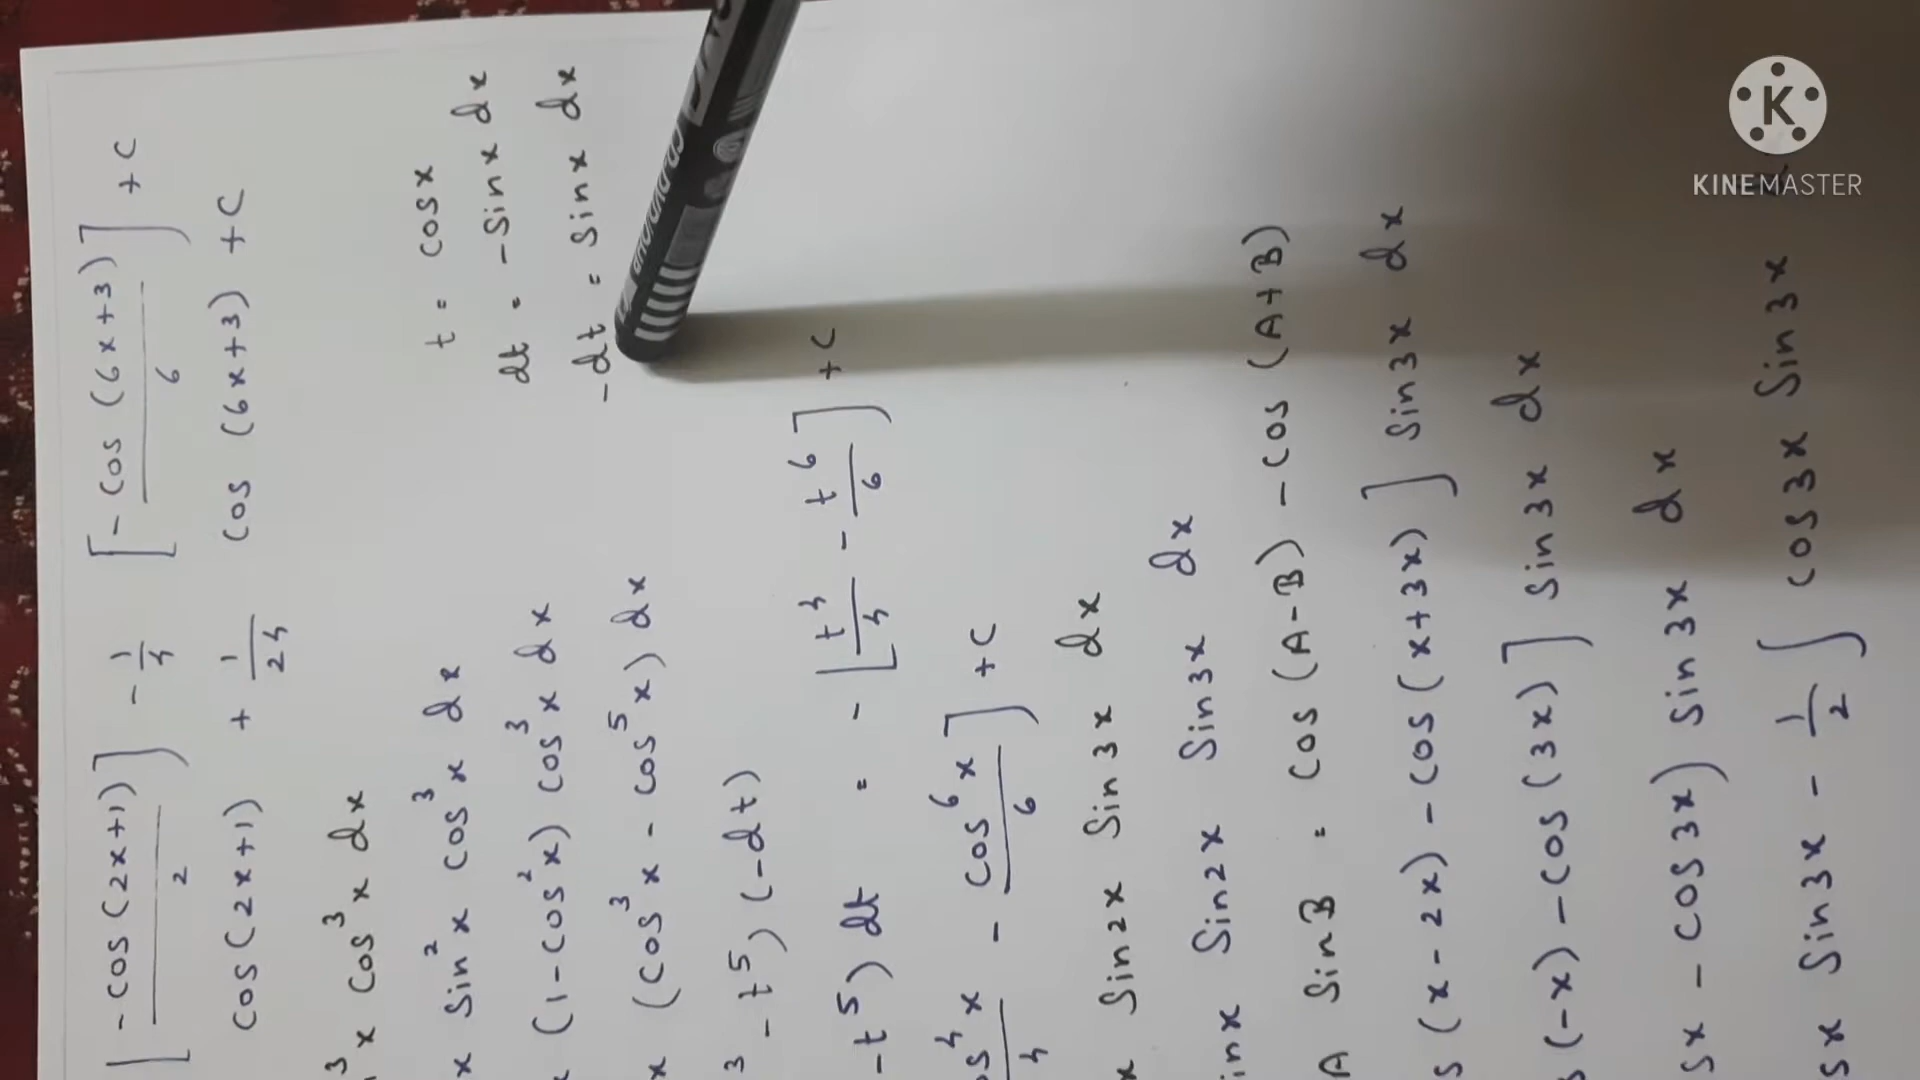 [-cos(2x+1)/2] - 1/4 [-cos(6x+3)/6] +c
cos(2x+1) + 1/24 cos(6x+3) +c
³x cos³x dx
t = cosx
x sin²x cos³x dx
dt = -sinx dx
(1-cos²x) cos³x dx
-dt = sinx dx
x (cos³x - cos⁵x) dx
³ - t⁵) (-dt)
-t⁵) dt = -[t⁴/4 - t⁶/6] +c
os⁴x/4 - cos⁶x/6] +c
x sin2x sin3x dx
inx sin2x sin3x dx
A sinB = cos(A-B) - cos(A+B)
s(x-2x) - cos(x+3x)] sin3x dx
s(-x) - cos(3x)] sin3x dx
sx - cos3x) sin3x dx
sx sin3x - 1/2 ∫ cos3x sin3x
KINEMASTER